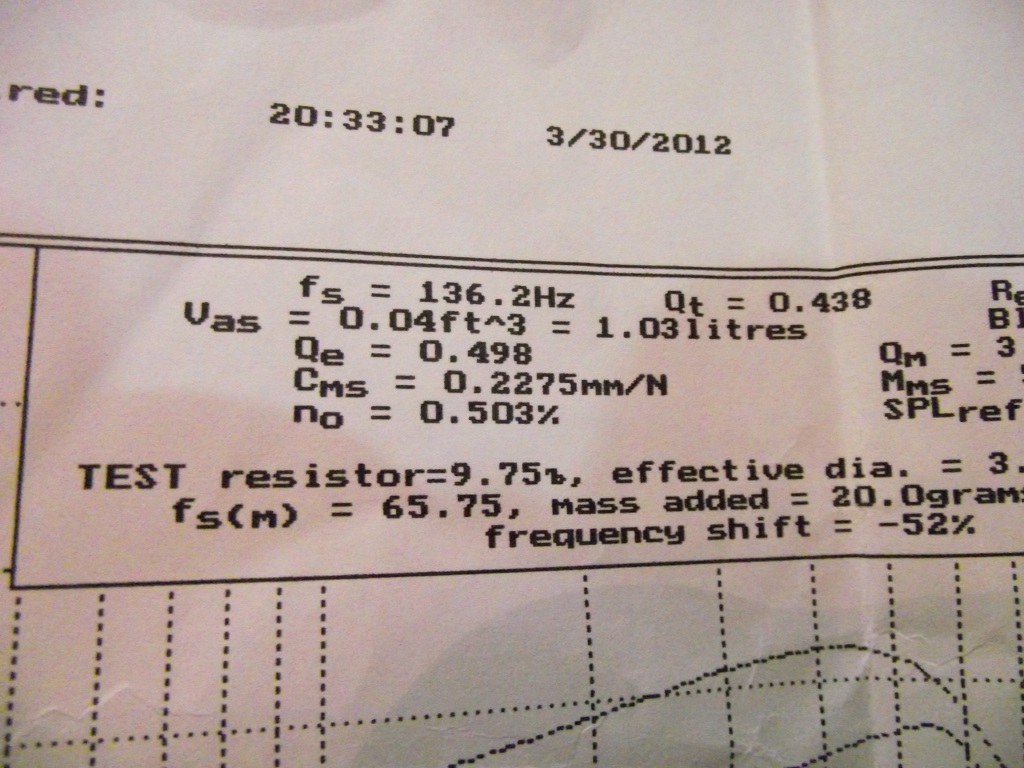 red:
20:33:07 3/30/2012
fs = 136.2Hz Qt = 0.438
Vas = 0.04ft^3 = 1.03litres
Qe = 0.498 Qm = 3
Cms = 0.2275mm/N Mms =
no = 0.503% SPLref
TEST resistor=9.75, effective dia. = 3.
fs(m) = 65.75, mass added = 20.0grams
frequency shift = -52%